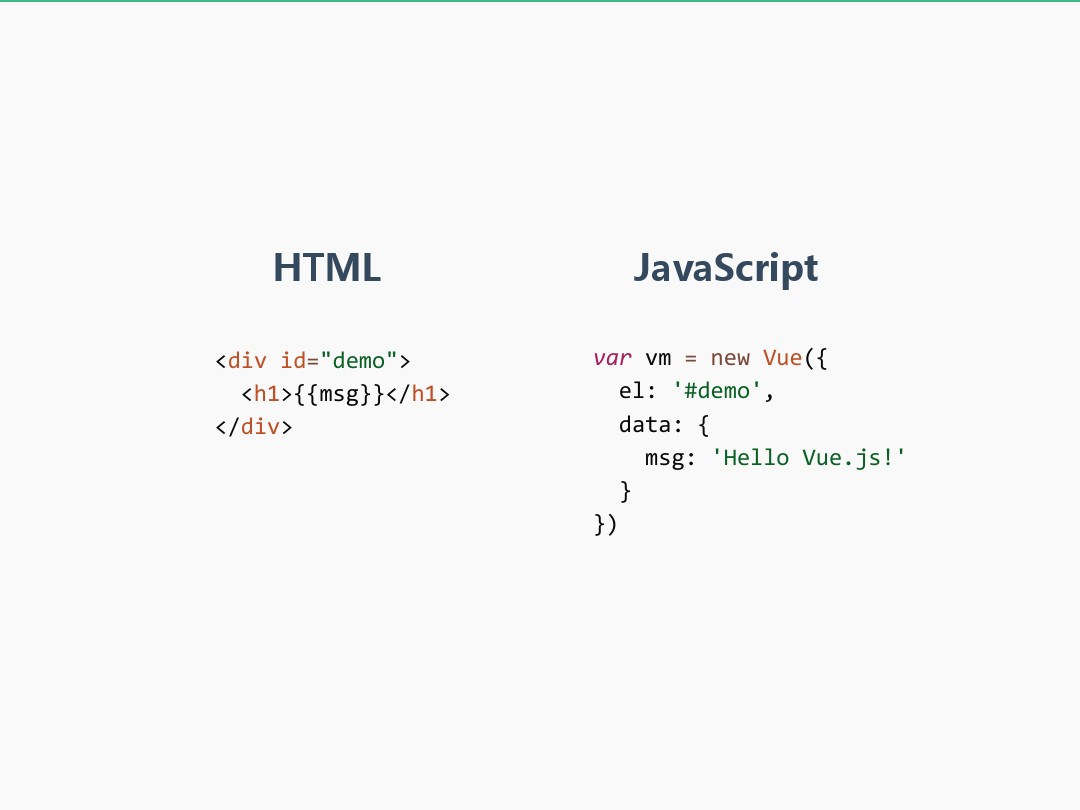 HTML
<div id="demo">
  <h1>{{msg}}</h1>
</div>
JavaScript
var vm = new Vue({
  el: '#demo',
  data: {
    msg: 'Hello Vue.js!'
  }
})